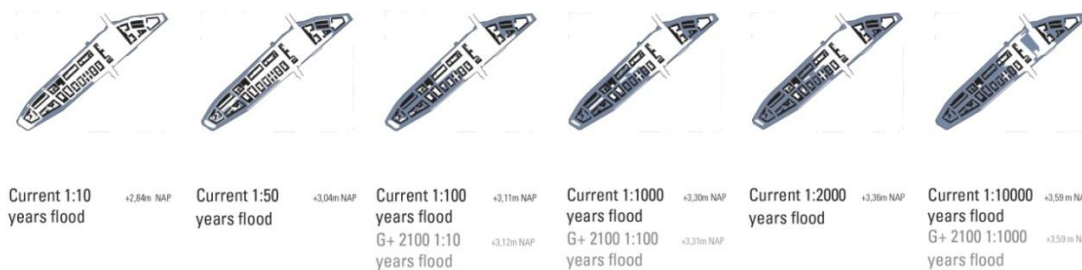 Current 1:10 +2,84m NAP
years flood
Current 1:50 +3,04m NAP
years flood
Current 1:100 +3,11m NAP
years flood
G+ 2100 1:10 +3,12m NAP
years flood
Current 1:1000 +3,30m NAP
years flood
G+ 2100 1:100 +3,31m NAP
years flood
Current 1:2000 +3,36m NAP
years flood
Current 1:10000 +3,59 m NAP
years flood
G+ 2100 1:1000 +3,59 m NA
years flood